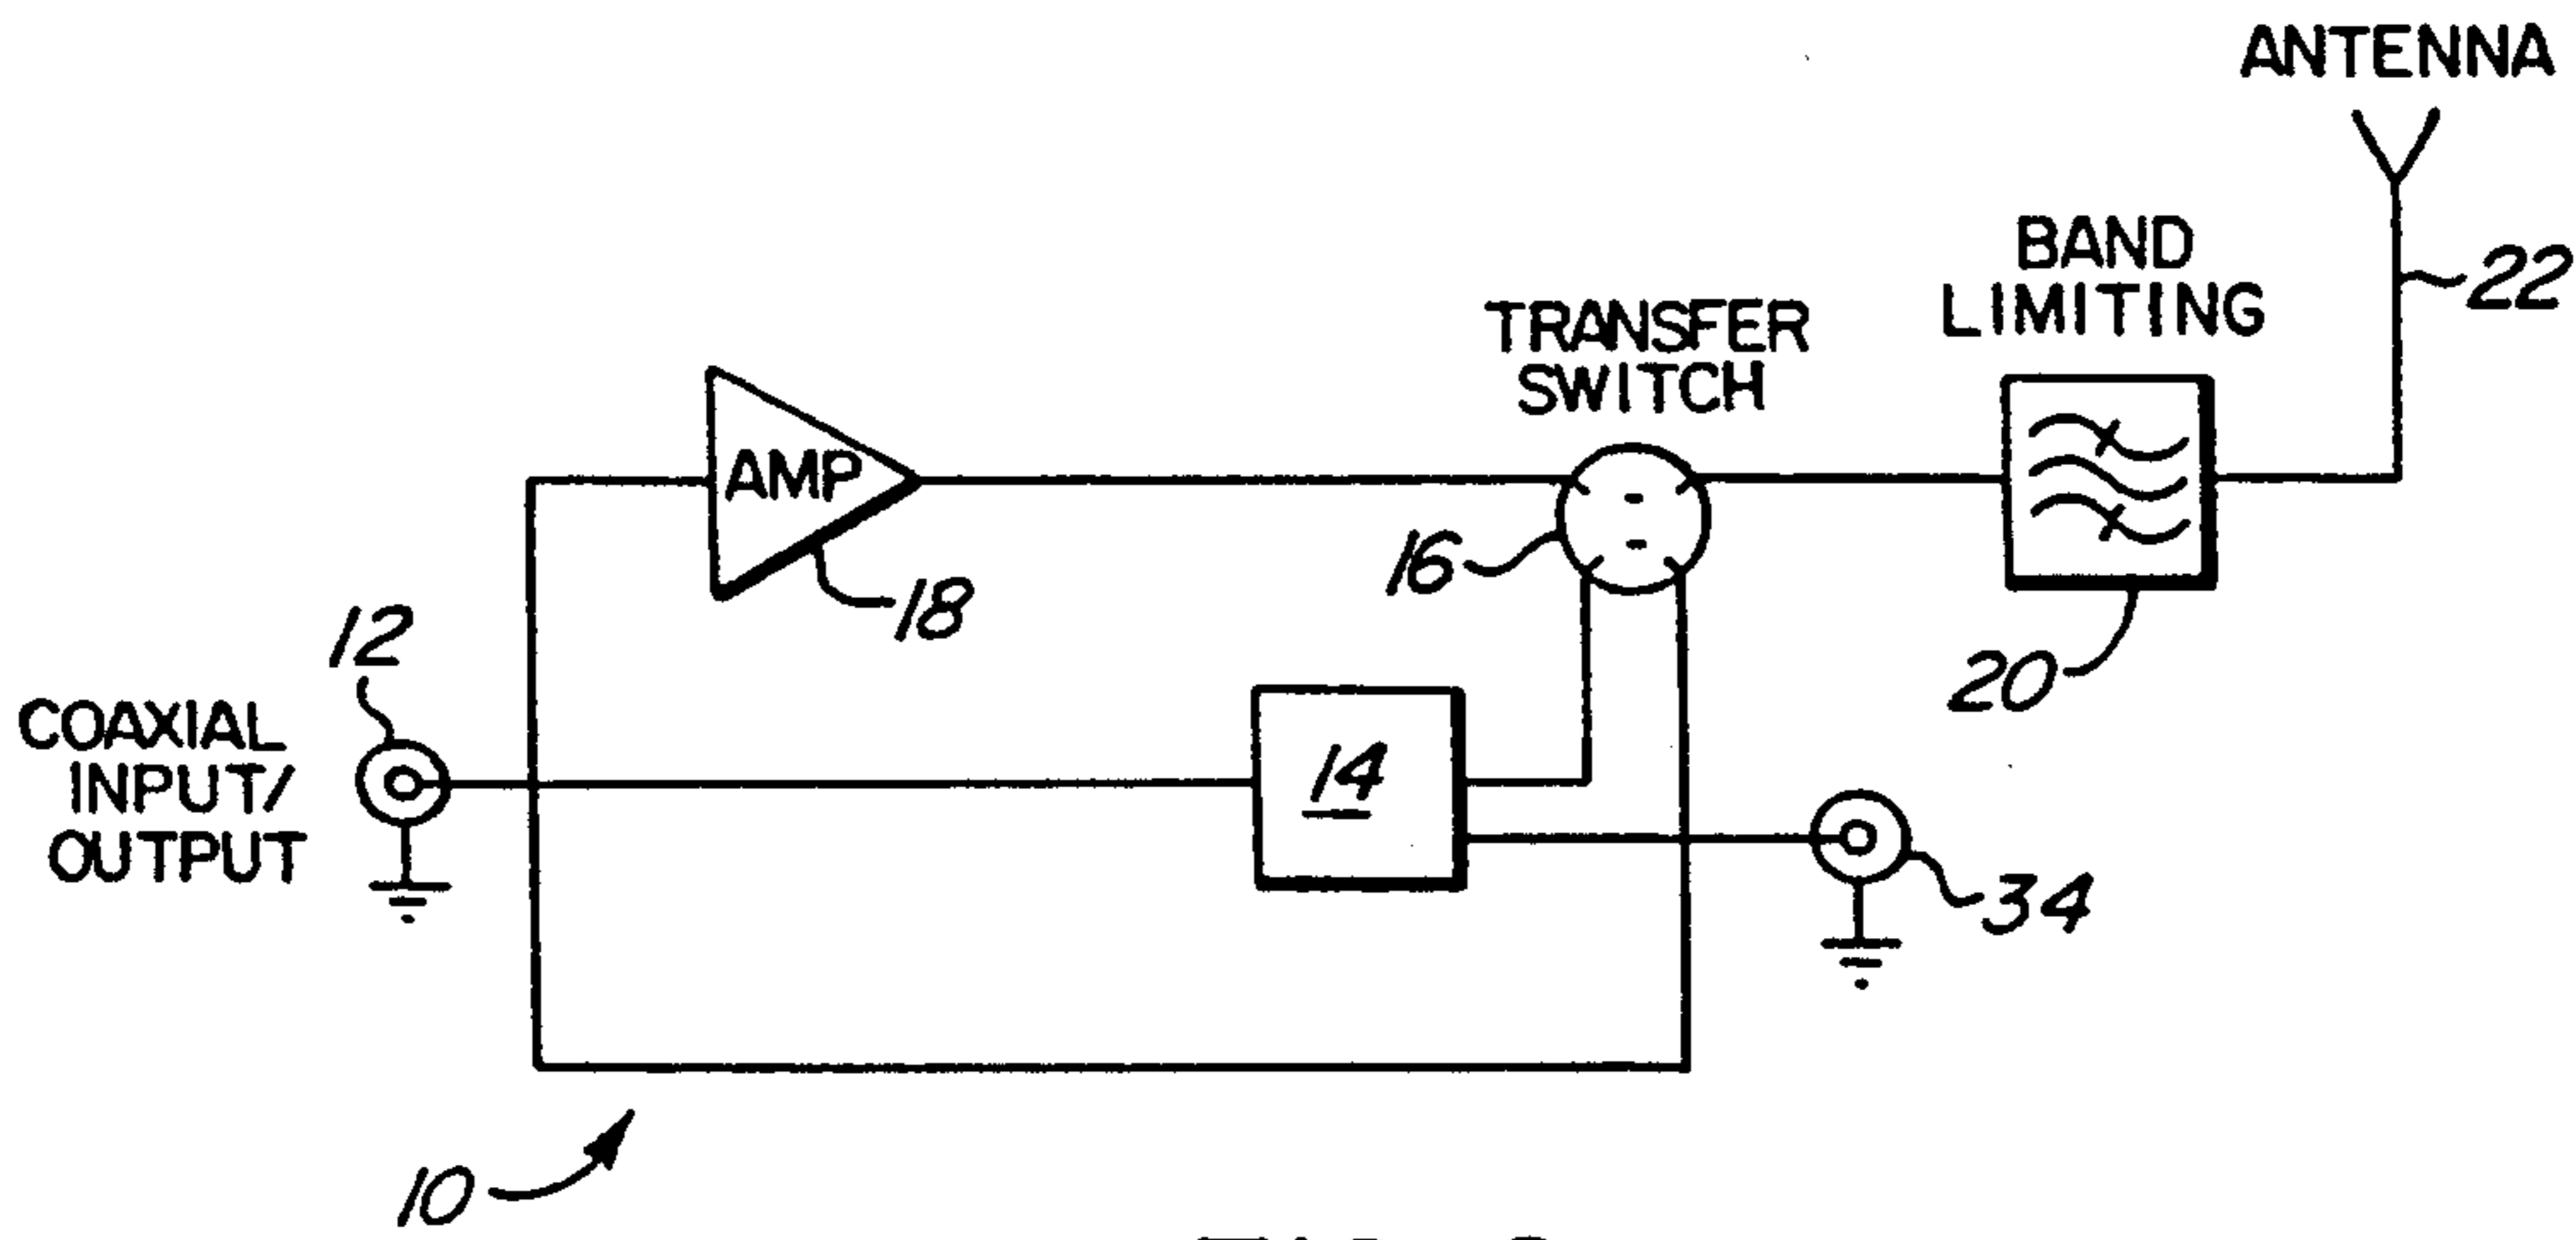 ANTENNA
BAND
LIMITING
22
TRANSFER
SWITCH
AMP
16
18
20
12
COAXIAL
INPUT/
OUTPUT
14
34
10